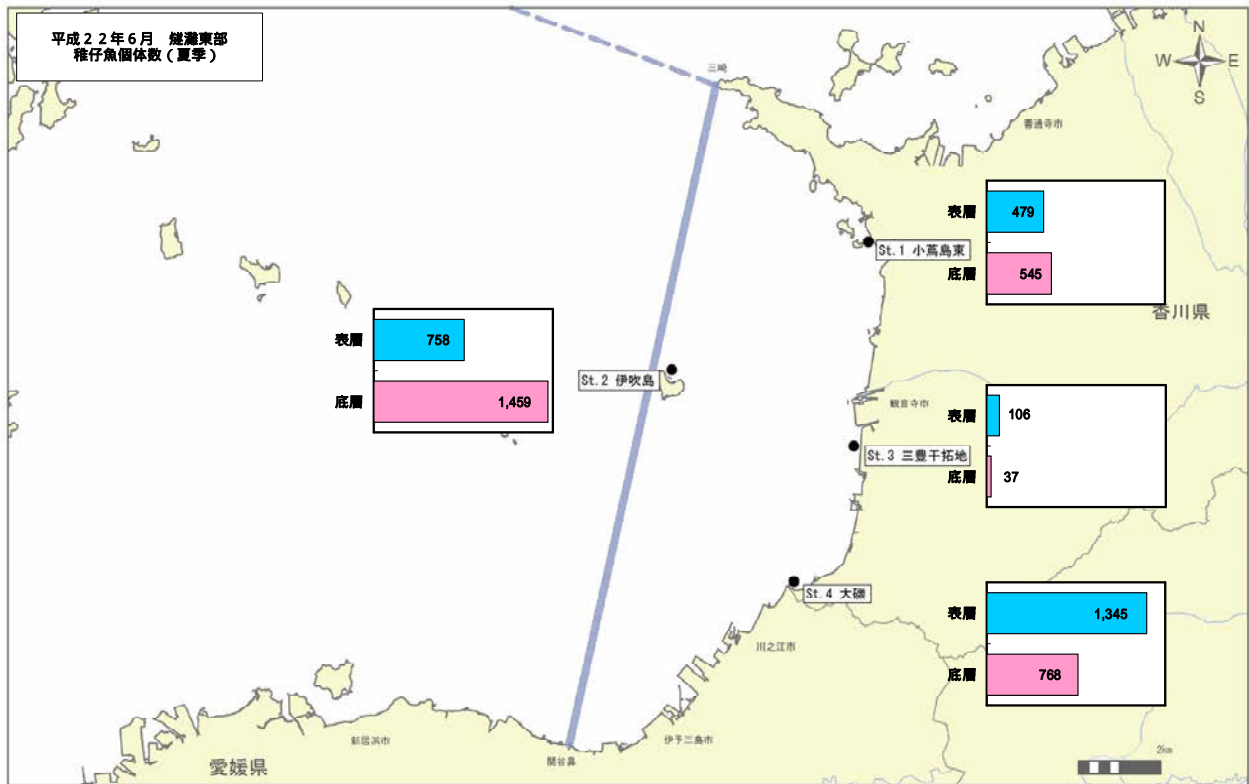 平成２２年６月　燧灘東部
稚仔魚個体数（夏季）
N
W
E
S
三崎
善通寺市
表層
479
底層
545
St.1 小蔦島東
香川県
表層
758
底層
1,459
St.2 伊吹島
観音寺市
表層
106
底層
37
St.3 三豊干拓地
表層
1,345
底層
768
St.4 大磯
川之江市
伊予三島市
新居浜市
関谷鼻
愛媛県
2km